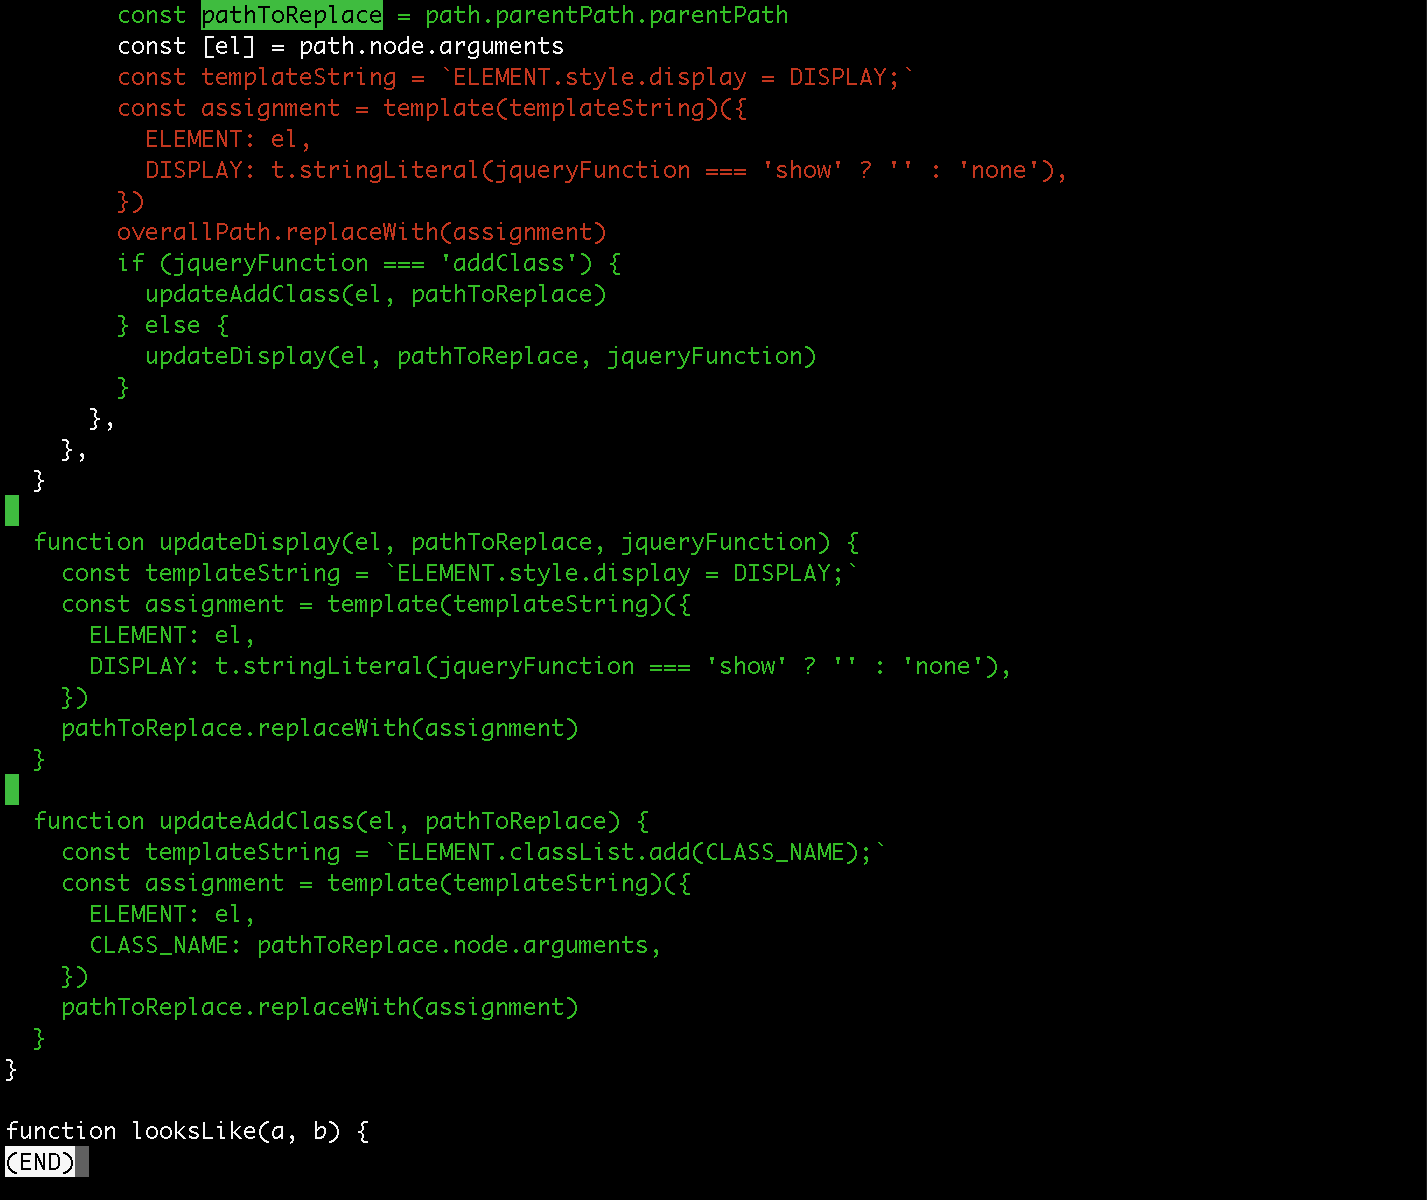 const pathToReplace = path.parentPath.parentPath
const [el] = path.node.arguments
const templateString = `ELEMENT.style.display = DISPLAY;`
const assignment = template(templateString)({
ELEMENT: el,
DISPLAY: t.stringLiteral(jqueryFunction === 'show' ? '' : 'none'),
})
overallPath.replaceWith(assignment)
if (jqueryFunction === 'addClass') {
updateAddClass(el, pathToReplace)
} else {
updateDisplay(el, pathToReplace, jqueryFunction)
}
},
},
}
function updateDisplay(el, pathToReplace, jqueryFunction) {
const templateString = `ELEMENT.style.display = DISPLAY;`
const assignment = template(templateString)({
ELEMENT: el,
DISPLAY: t.stringLiteral(jqueryFunction === 'show' ? '' : 'none'),
})
pathToReplace.replaceWith(assignment)
}
function updateAddClass(el, pathToReplace) {
const templateString = `ELEMENT.classList.add(CLASS_NAME);`
const assignment = template(templateString)({
ELEMENT: el,
CLASS_NAME: pathToReplace.node.arguments,
})
pathToReplace.replaceWith(assignment)
}
}
function looksLike(a, b) {
(END)